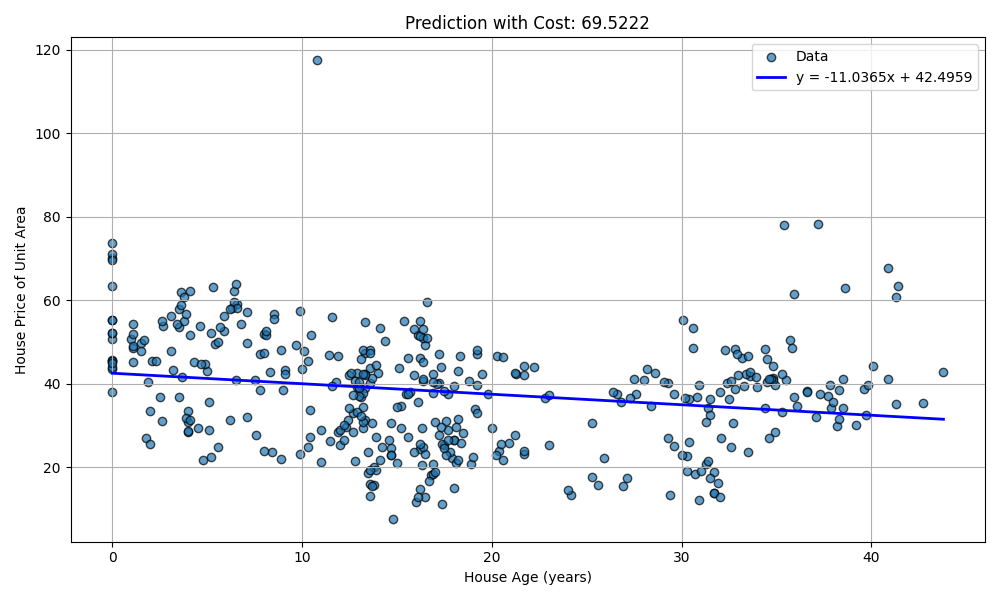 Prediction with Cost: 69.5222
Data
y = -11.0365x + 42.4959
House Price of Unit Area
120
100
80
60
40
20
0 10 20 30 40
House Age (years)